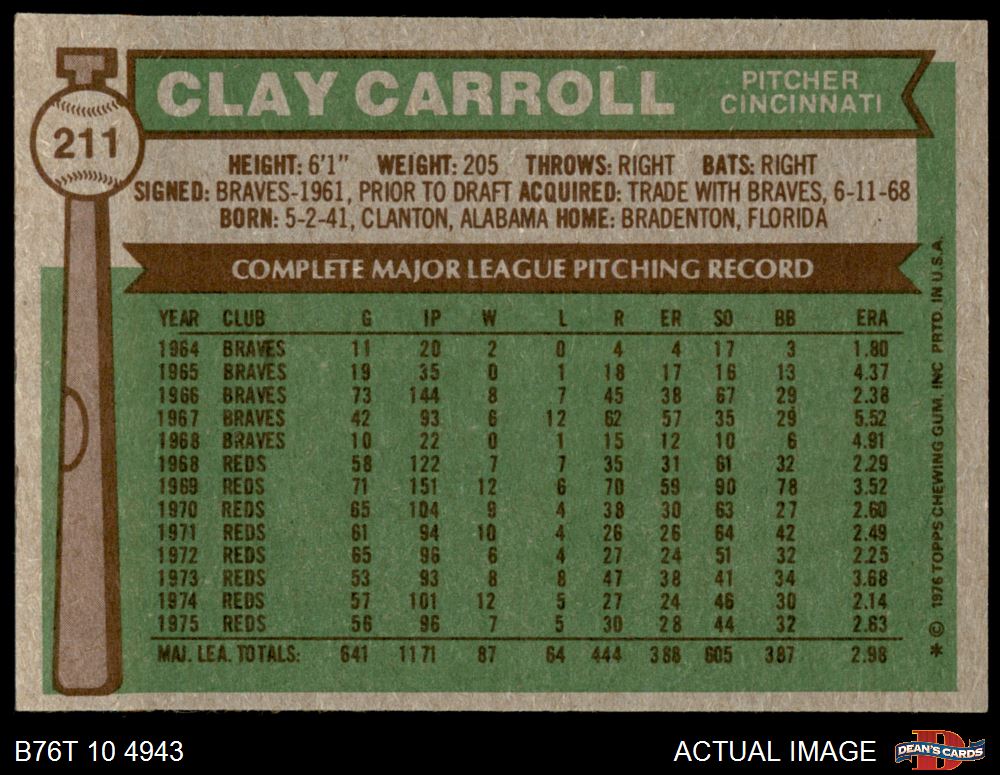 CLAY CARROLL
PITCHER
CINCINNATI
211
HEIGHT: 6'1" WEIGHT: 205 THROWS: RIGHT BATS: RIGHT
SIGNED: BRAVES-1961, PRIOR TO DRAFT ACQUIRED: TRADE WITH BRAVES, 6-11-68
BORN: 5-2-41, CLANTON, ALABAMA HOME: BRADENTON, FLORIDA
COMPLETE MAJOR LEAGUE PITCHING RECORD
YEAR CLUB G IP W L R ER SO BB ERA
1964 BRAVES 11 20 2 0 4 4 17 3 1.80
1965 BRAVES 19 35 0 1 18 17 16 13 4.37
1966 BRAVES 73 144 8 7 45 38 67 29 2.38
1967 BRAVES 42 93 6 12 62 57 35 29 5.52
1968 BRAVES 10 22 0 1 15 12 10 6 4.91
1968 REDS 58 122 7 7 35 31 61 32 2.29
1969 REDS 71 151 12 6 70 59 90 78 3.52
1970 REDS 65 104 9 4 38 30 63 27 2.60
1971 REDS 61 94 10 4 26 26 64 42 2.49
1972 REDS 65 96 6 4 27 24 51 32 2.25
1973 REDS 53 93 8 8 47 38 41 34 3.68
1974 REDS 57 101 12 5 27 24 46 30 2.14
1975 REDS 56 96 7 5 30 28 44 32 2.63
MAJ. LEA. TOTALS: 641 1171 87 64 444 388 605 387 2.98
* © 1976 TOPPS CHEWING GUM, INC PRTD. IN U.S.A.
B76T 10 4943
ACTUAL IMAGE
D
DEAN'S CARDS